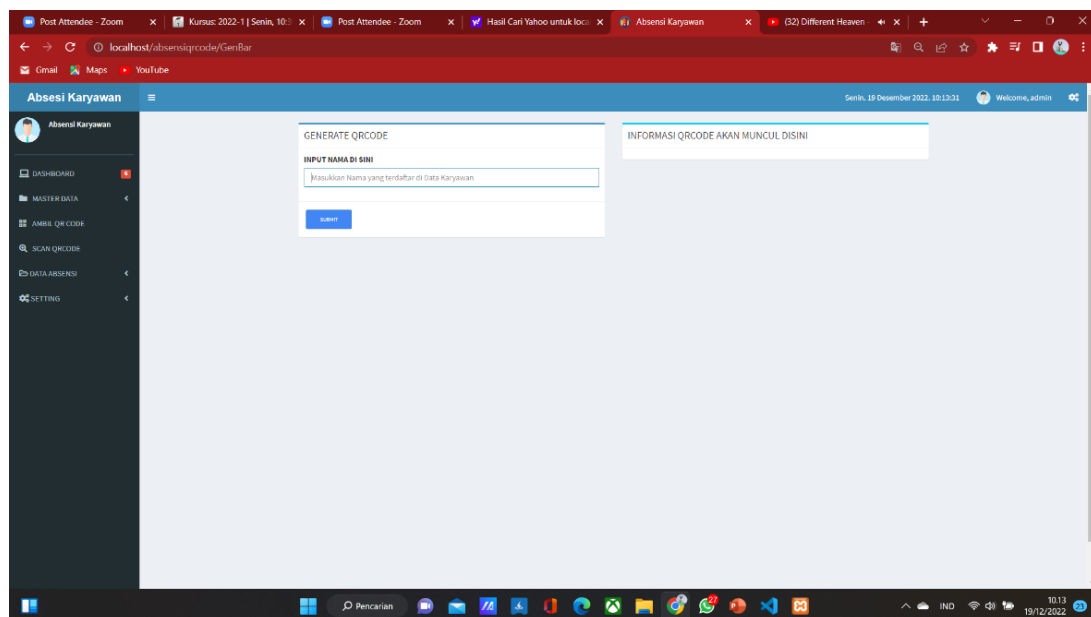 Post Attendee - Zoom
Kursus: 2022-1 | Senin, 10:3
Post Attendee - Zoom
Hasil Cari Yahoo untuk local
Absensi Karyawan
(32) Different Heaven -
localhost/absensiqrcode/GenBar
Gmail
Maps
YouTube
Absesi Karyawan
Senin, 19 Desember 2022, 10:13:31
Welcome, admin
Absensi Karyawan
DASHBOARD
MASTER DATA
AMBIL QR CODE
SCAN QRCODE
DATA ABSENSI
SETTING
GENERATE QRCODE
INPUT NAMA DI SINI
Masukkan Nama yang terdaftar di Data Karyawan
SUBMIT
INFORMASI QRCODE AKAN MUNCUL DISINI
Pencarian
27
IND
10.13
19/12/2022
23